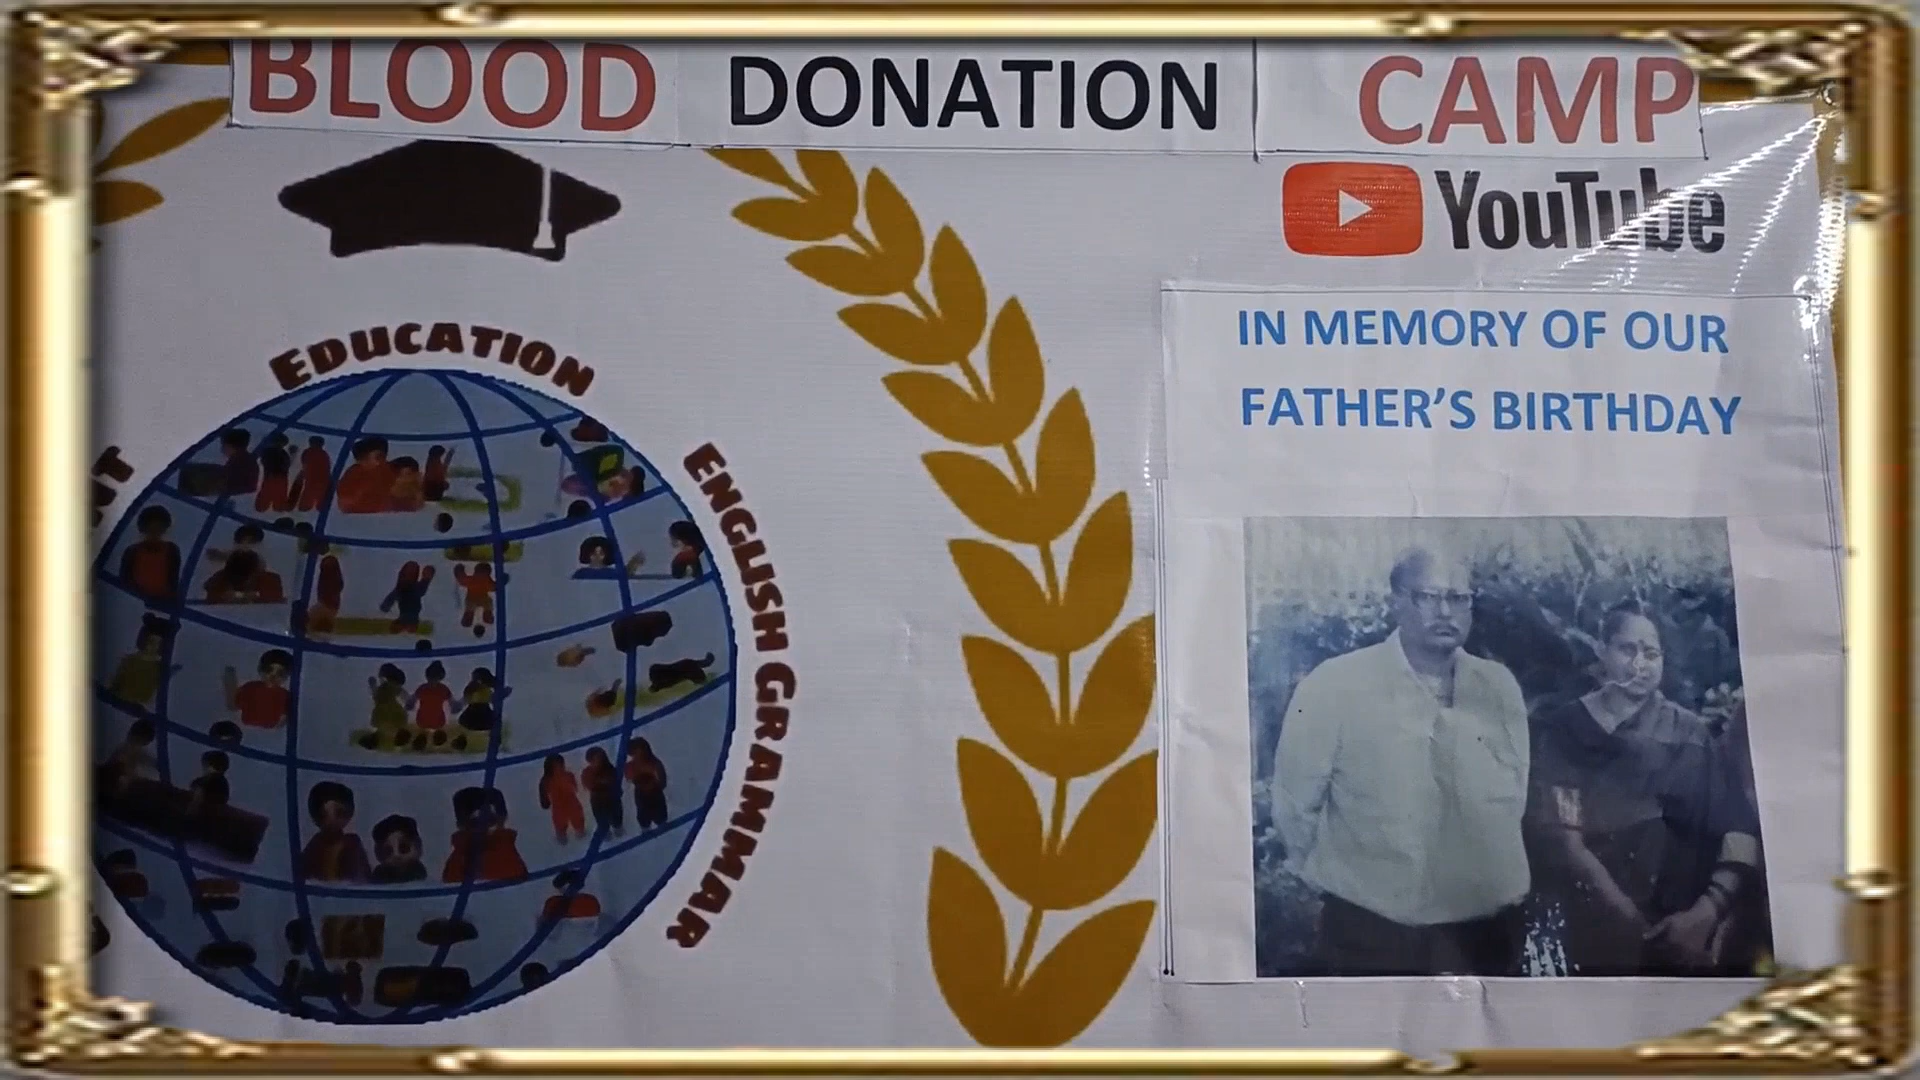 BLOOD DONATION CAMP
YouTube
IN MEMORY OF OUR
FATHER'S BIRTHDAY
EDUCATION
ENGLISH GRAMMAR